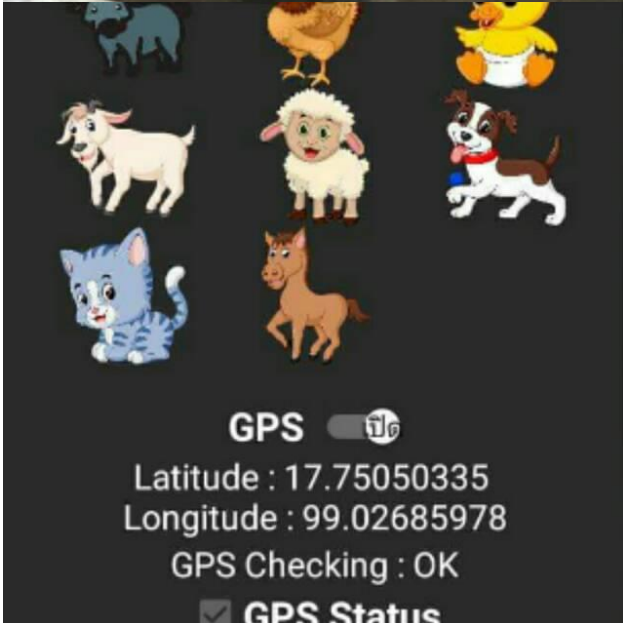 GPS ปิด
Latitude : 17.75050335
Longitude : 99.02685978
GPS Checking : OK
GPS Status